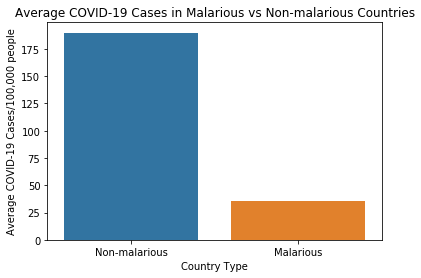 Average COVID-19 Cases in Malarious vs Non-malarious Countries
Average COVID-19 Cases/100,000 people
175
150
125
100
75
50
25
0
Non-malarious
Malarious
Country Type